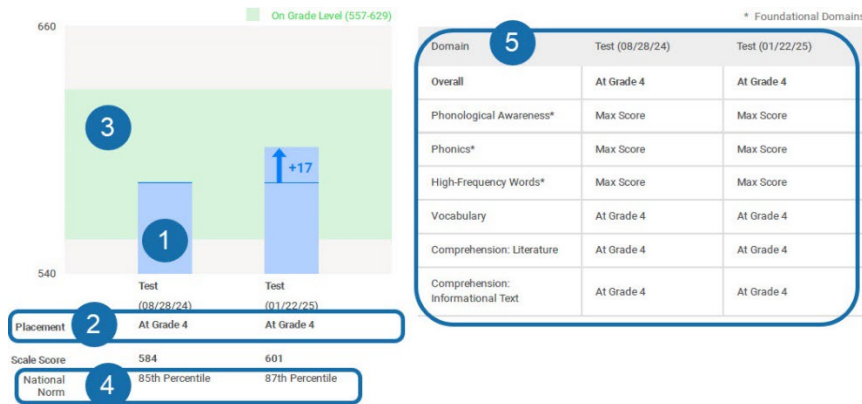 On Grade Level (557-629)
660
3
+17
1
540
Test (08/28/24)
Test (01/22/25)
Placement 2 At Grade 4 At Grade 4
Scale Score 584 601
National Norm 4 85th Percentile 87th Percentile
* Foundational Domains
Domain 5 Test (08/28/24) Test (01/22/25)
Overall At Grade 4 At Grade 4
Phonological Awareness* Max Score Max Score
Phonics* Max Score Max Score
High-Frequency Words* Max Score Max Score
Vocabulary At Grade 4 At Grade 4
Comprehension: Literature At Grade 4 At Grade 4
Comprehension:
Informational Text At Grade 4 At Grade 4